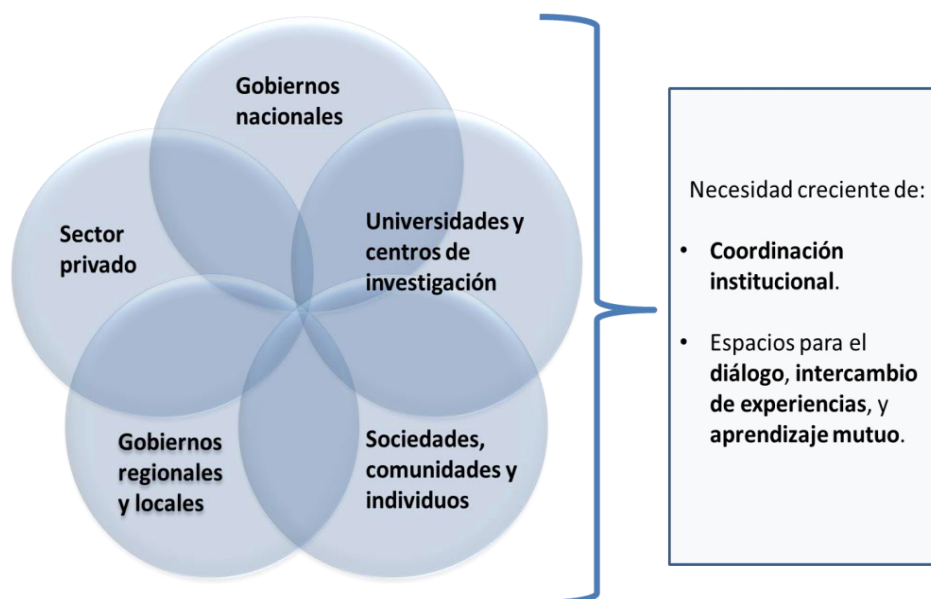 Gobiernos
nacionales
Sector
privado
Universidades y
centros de
investigación
Gobiernos
regionales
y locales
Sociedades,
comunidades y
individuos
Necesidad creciente de:
• Coordinación
institucional.
• Espacios para el
diálogo, intercambio
de experiencias, y
aprendizaje mutuo.